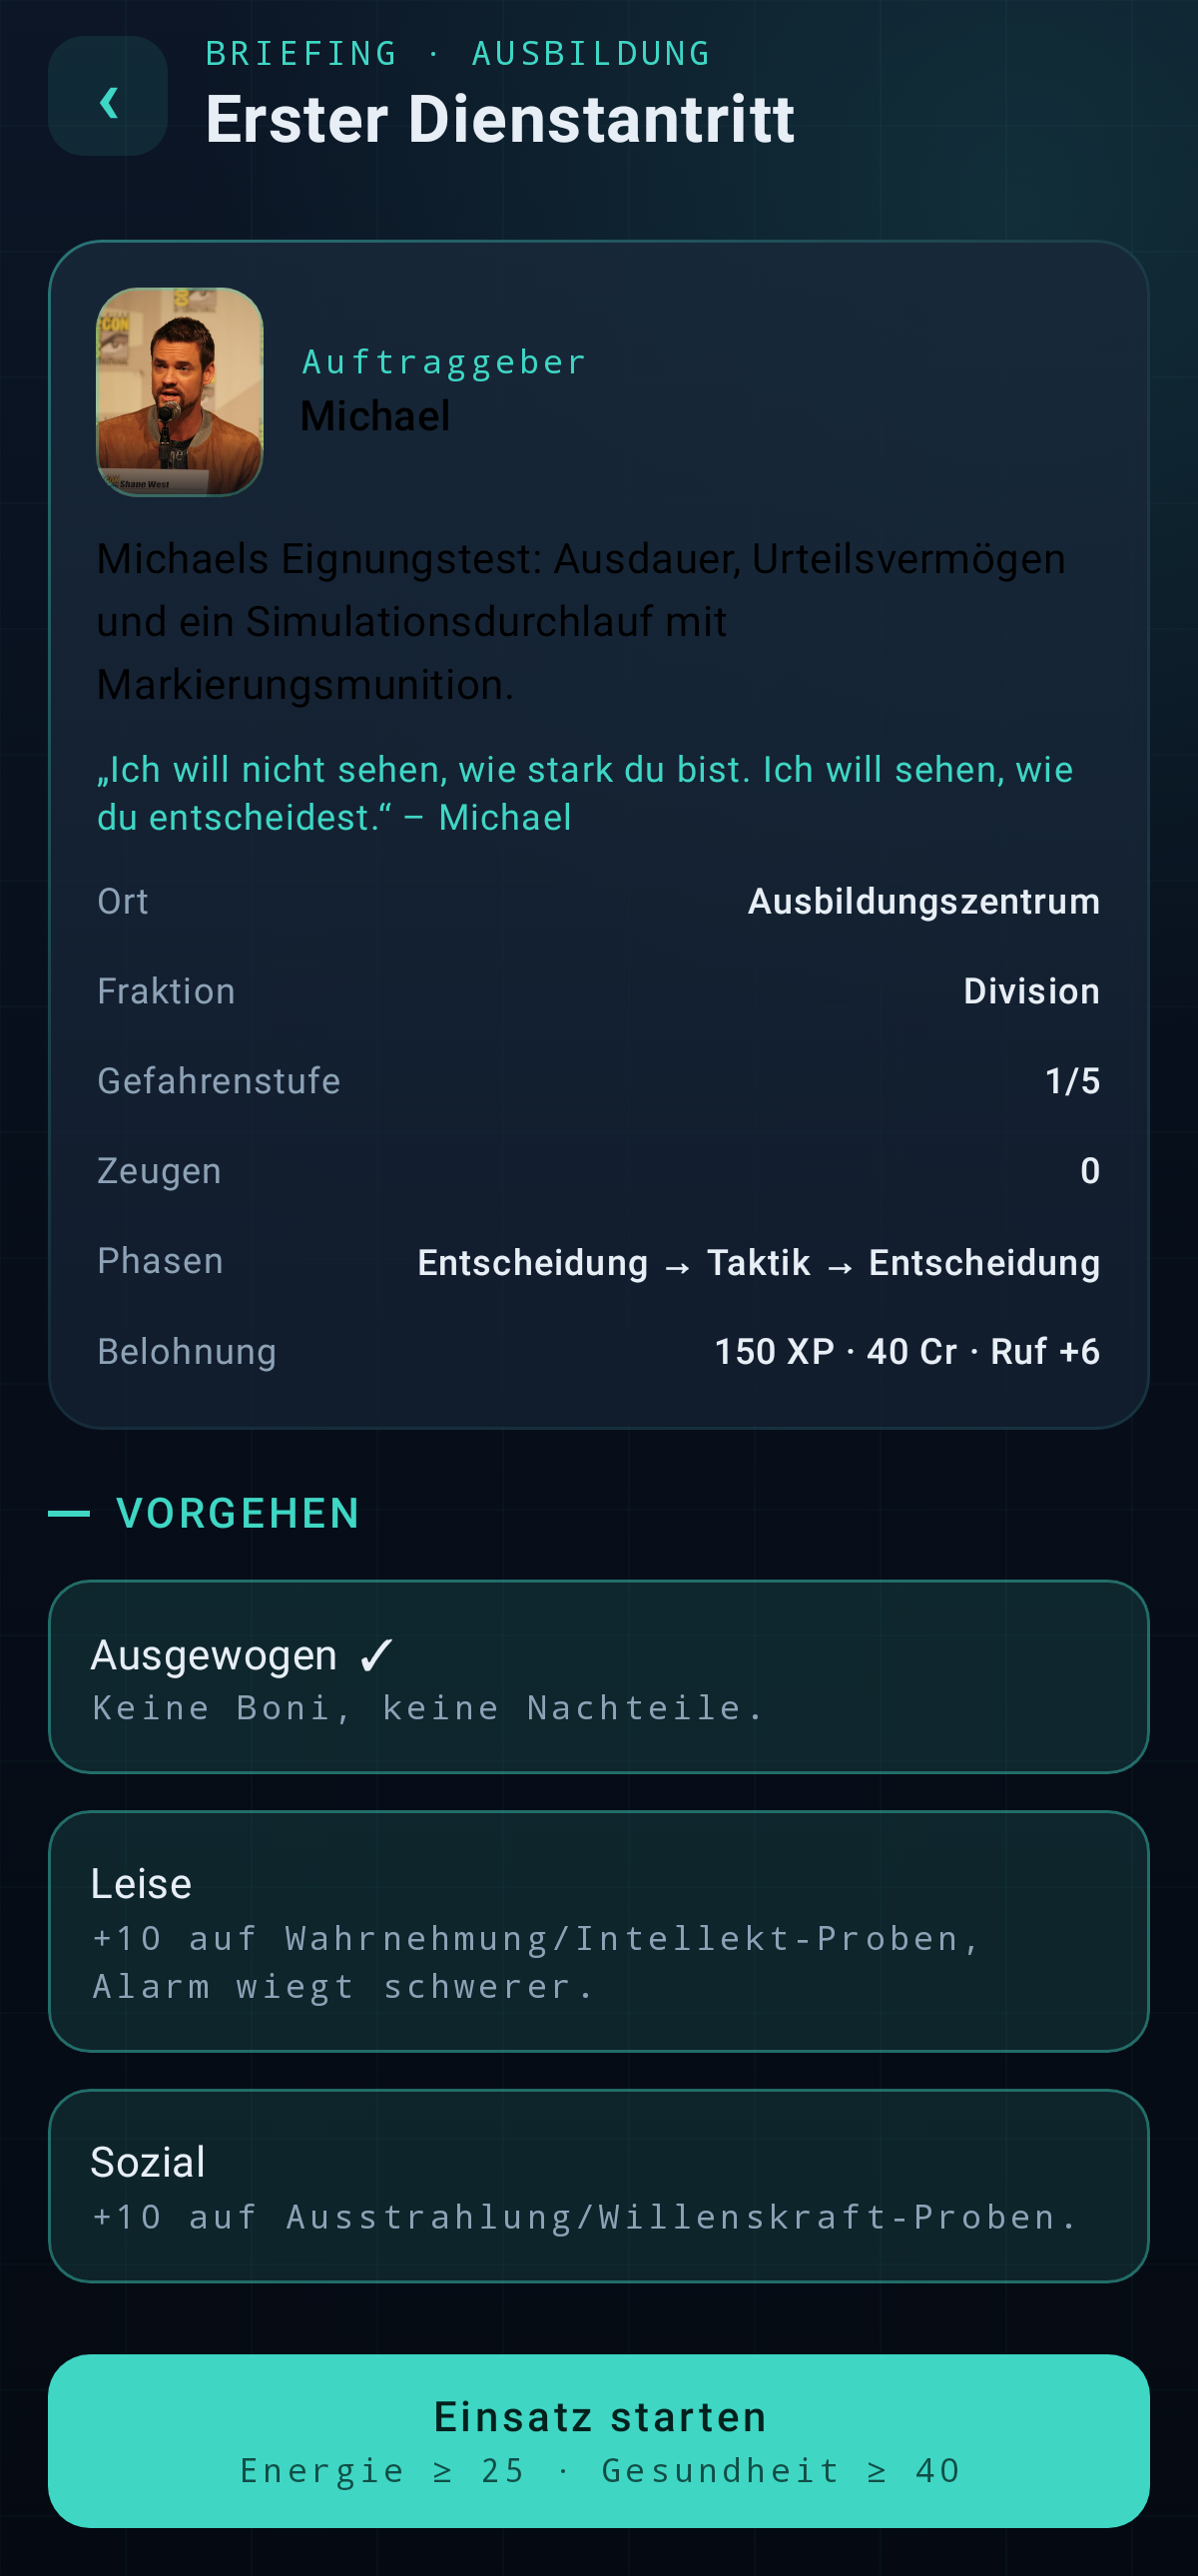 BRIEFING · AUSBILDUNG
Erster Dienstantritt
CON
Shane West
Auftraggeber
Michael
Michaels Eignungstest: Ausdauer, Urteilsvermögen
und ein Simulationsdurchlauf mit
Markierungsmunition.
„Ich will nicht sehen, wie stark du bist. Ich will sehen, wie
du entscheidest.“ – Michael
Ort Ausbildungszentrum
Fraktion Division
Gefahrenstufe 1/5
Zeugen 0
Phasen Entscheidung → Taktik → Entscheidung
Belohnung 150 XP · 40 Cr · Ruf +6
VORGEHEN
Ausgewogen ✓
Keine Boni, keine Nachteile.
Leise
+10 auf Wahrnehmung/Intellekt-Proben,
Alarm wiegt schwerer.
Sozial
+10 auf Ausstrahlung/Willenskraft-Proben.
Einsatz starten
Energie ≥ 25 · Gesundheit ≥ 40